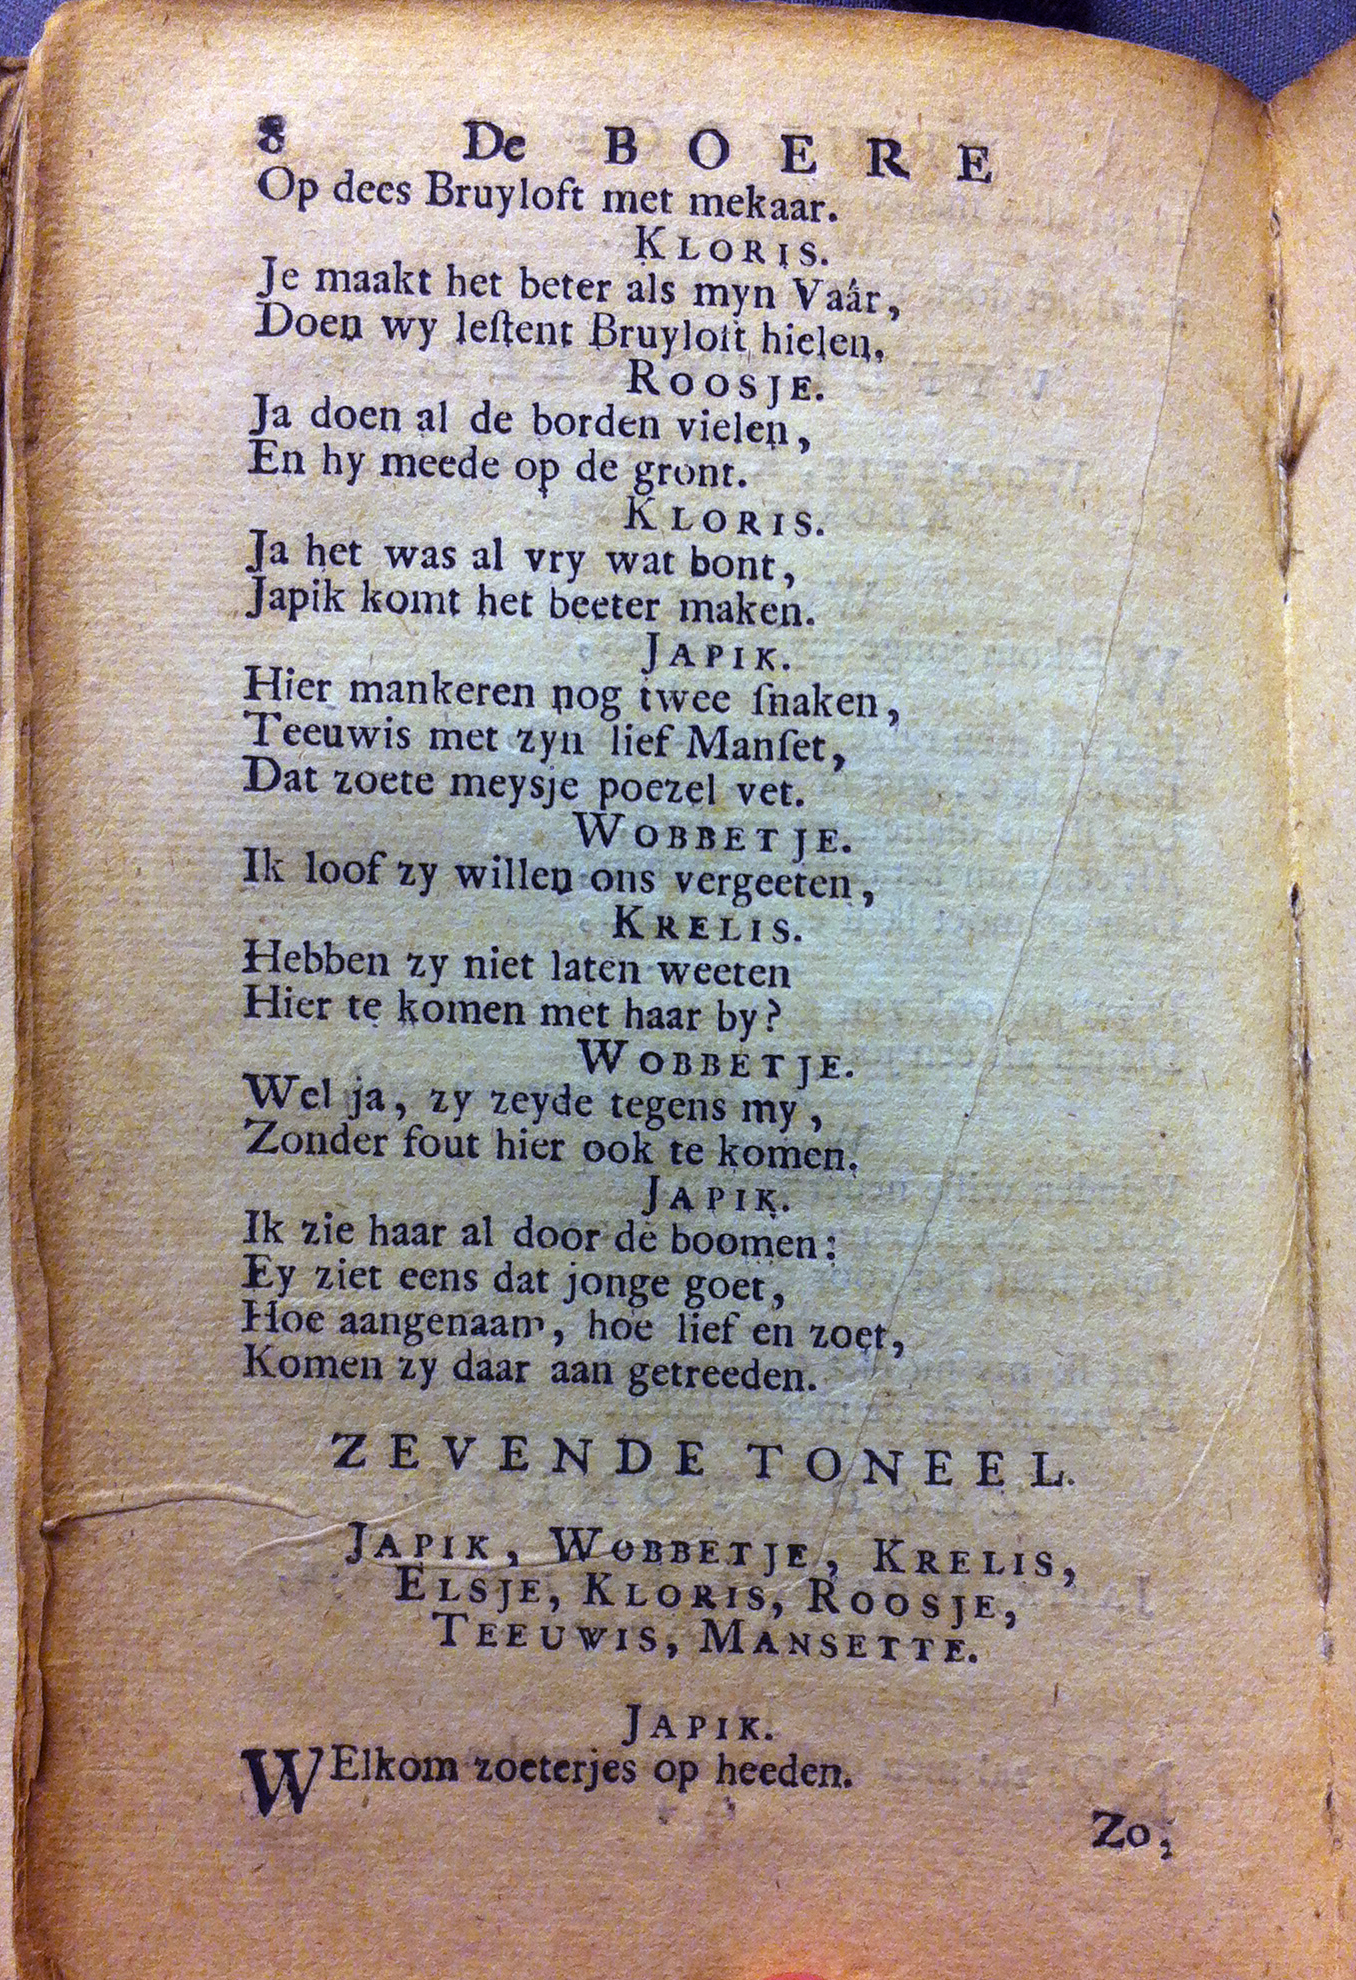 8 De BOERE
Op dees Bruyloft met mekaar.
KLORIS.
Je maakt het beter als myn Vaâr,
Doen wy leſtent Bruyloft hielen.
ROOSJE.
Ja doen al de borden vielen,
En hy meede op de gront.
KLORIS.
Ja het was al vry wat bont,
Japik komt het beeter maken.
JAPIK.
Hier mankeren nog twee ſnaken,
Teeuwis met zyn lief Manſet,
Dat zoete meysje poezel vet.
WOBBETJE.
Ik loof zy willen ons vergeeten,
KRELIS.
Hebben zy niet laten weeten
Hier te komen met haar by?
WOBBETJE.
Wel ja, zy zeyde tegens my,
Zonder fout hier ook te komen.
JAPIK.
Ik zie haar al door de boomen:
Ey ziet eens dat jonge goet,
Hoe aangenaam, hoe lief en zoet,
Komen zy daar aan getreeden.
ZEVENDE TONEEL.
JAPIK, WOBBETJE, KRELIS,
ELSJE, KLORIS, ROOSJE,
TEEUWIS, MANSETTE.
JAPIK.
WElkom zoeterjes op heeden.
Zo,